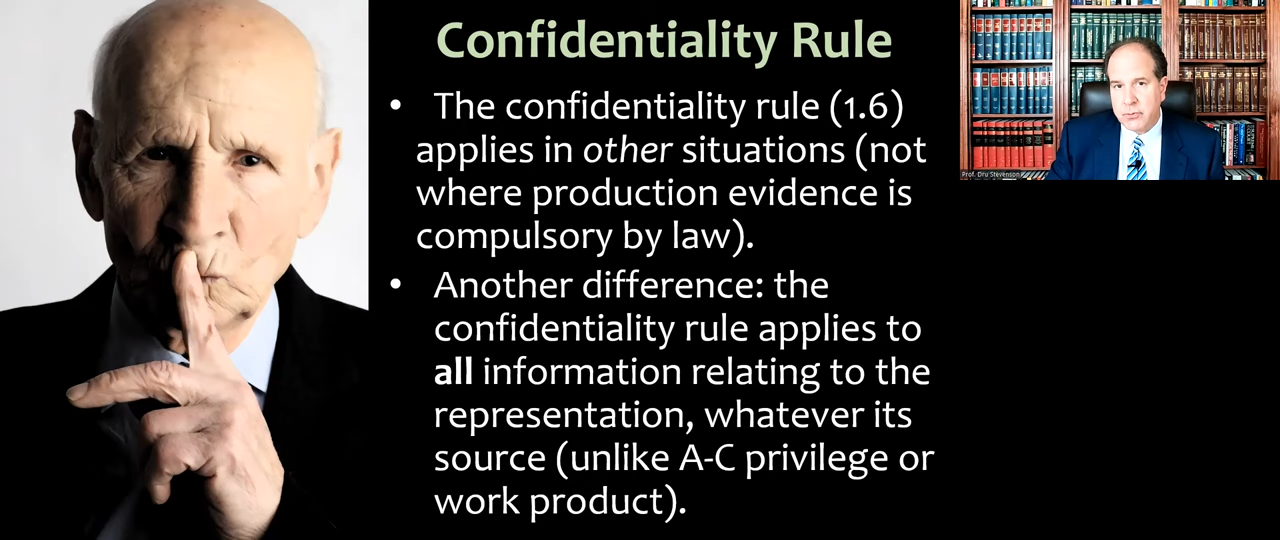 Confidentiality Rule
• The confidentiality rule (1.6)
applies in other situations (not
where production evidence is
compulsory by law).
• Another difference: the
confidentiality rule applies to
all information relating to the
representation, whatever its
source (unlike A-C privilege or
work product).
Prof. Dru Stevenson